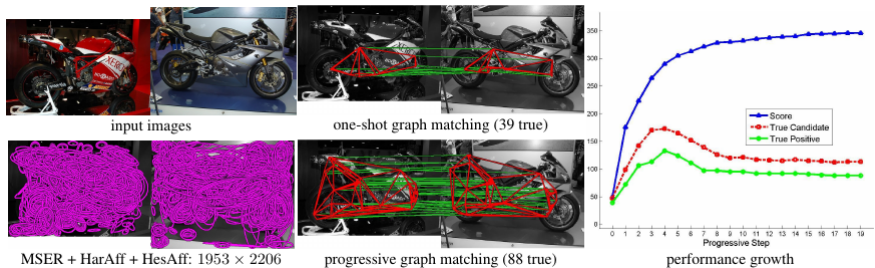 XEROX
input images
one-shot graph matching (39 true)
MSER + HarAff + HesAff: 1953 × 2206
progressive graph matching (88 true)
350
300
250
200
150
100
50
0
Score
True Candidate
True Positive
0 1 2 3 4 5 6 7 8 9 10 11 12 13 14 15 16 17 18 19
Progressive Step
performance growth